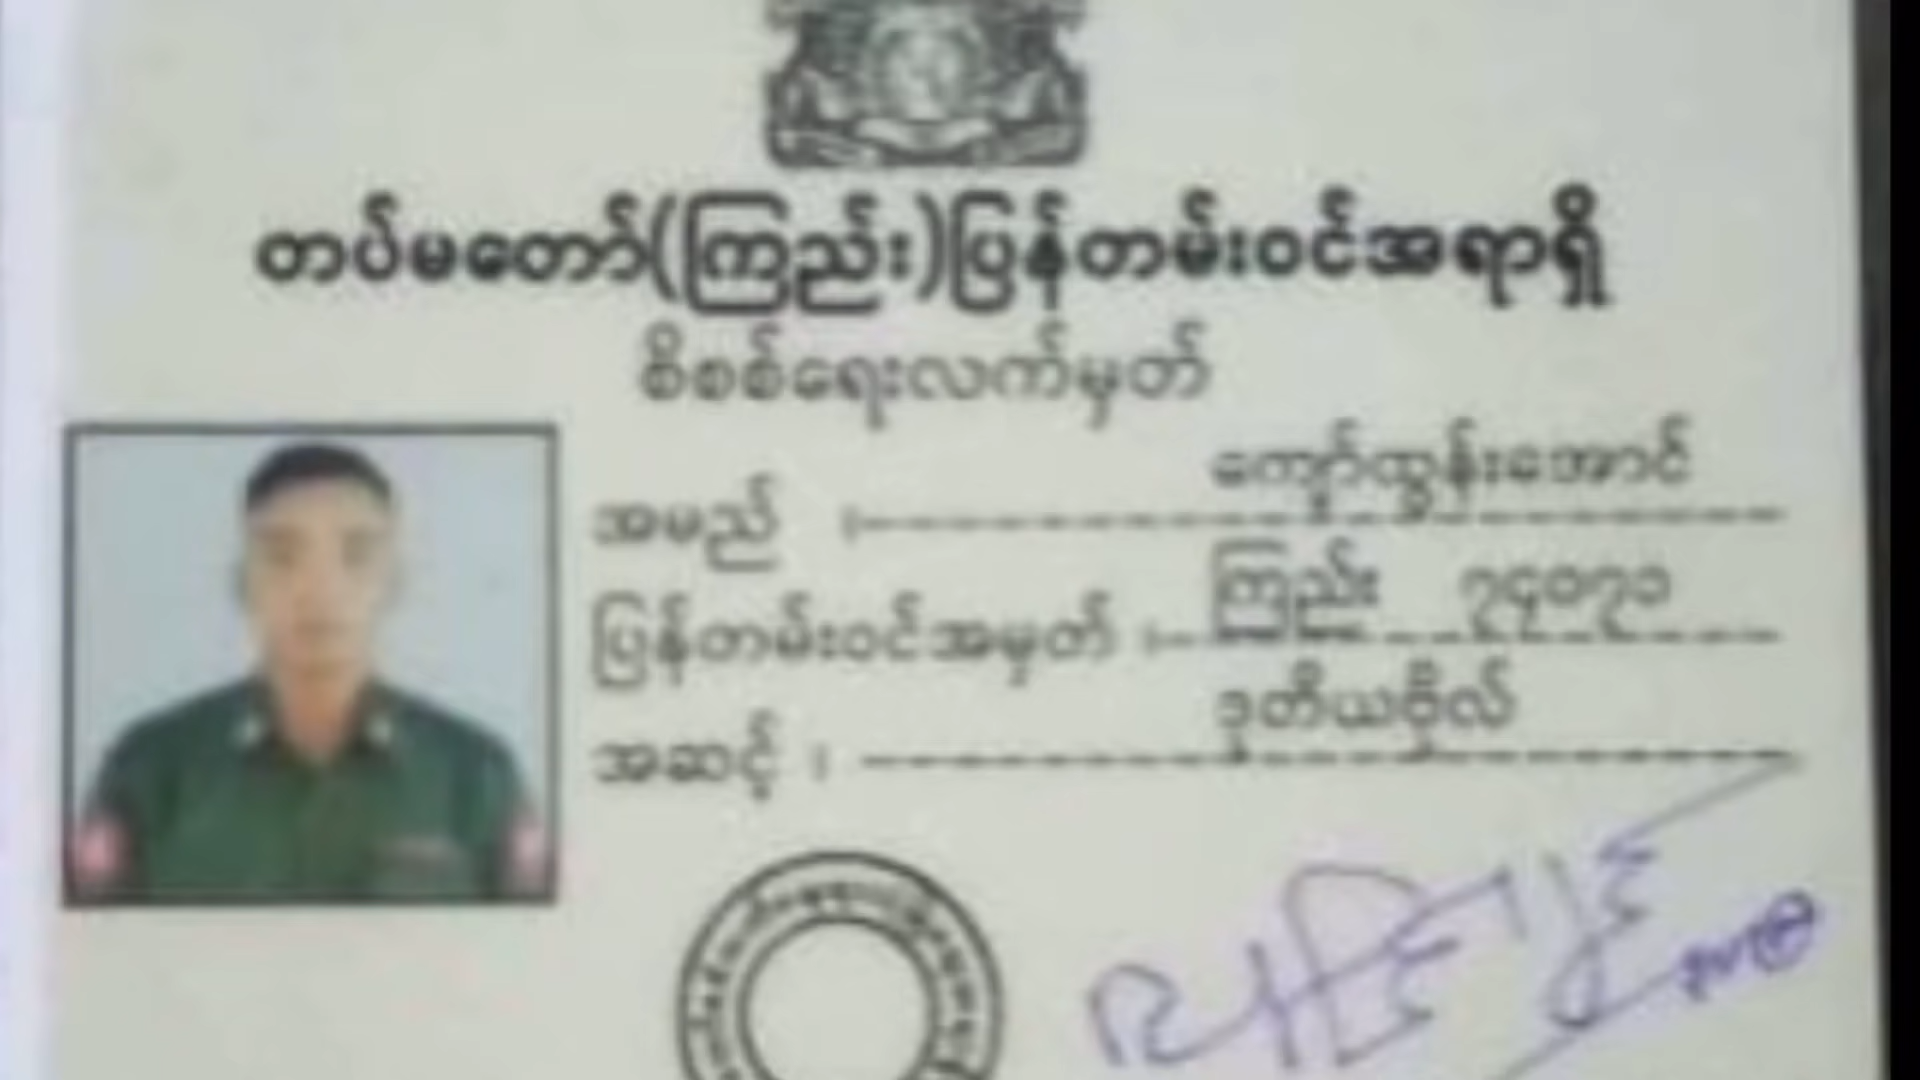 တပ်မတော်(ကြည်း)ပြန်တမ်းဝင်အရာရှိ
စိစစ်ရေးလက်မှတ်
အမည် : ကျော်ထွန်းအောင်
ပြန်တမ်းဝင်အမှတ် : ကြည်း ၇၄၀၇၁
အဆင့် : ဒုတိယဗိုလ်